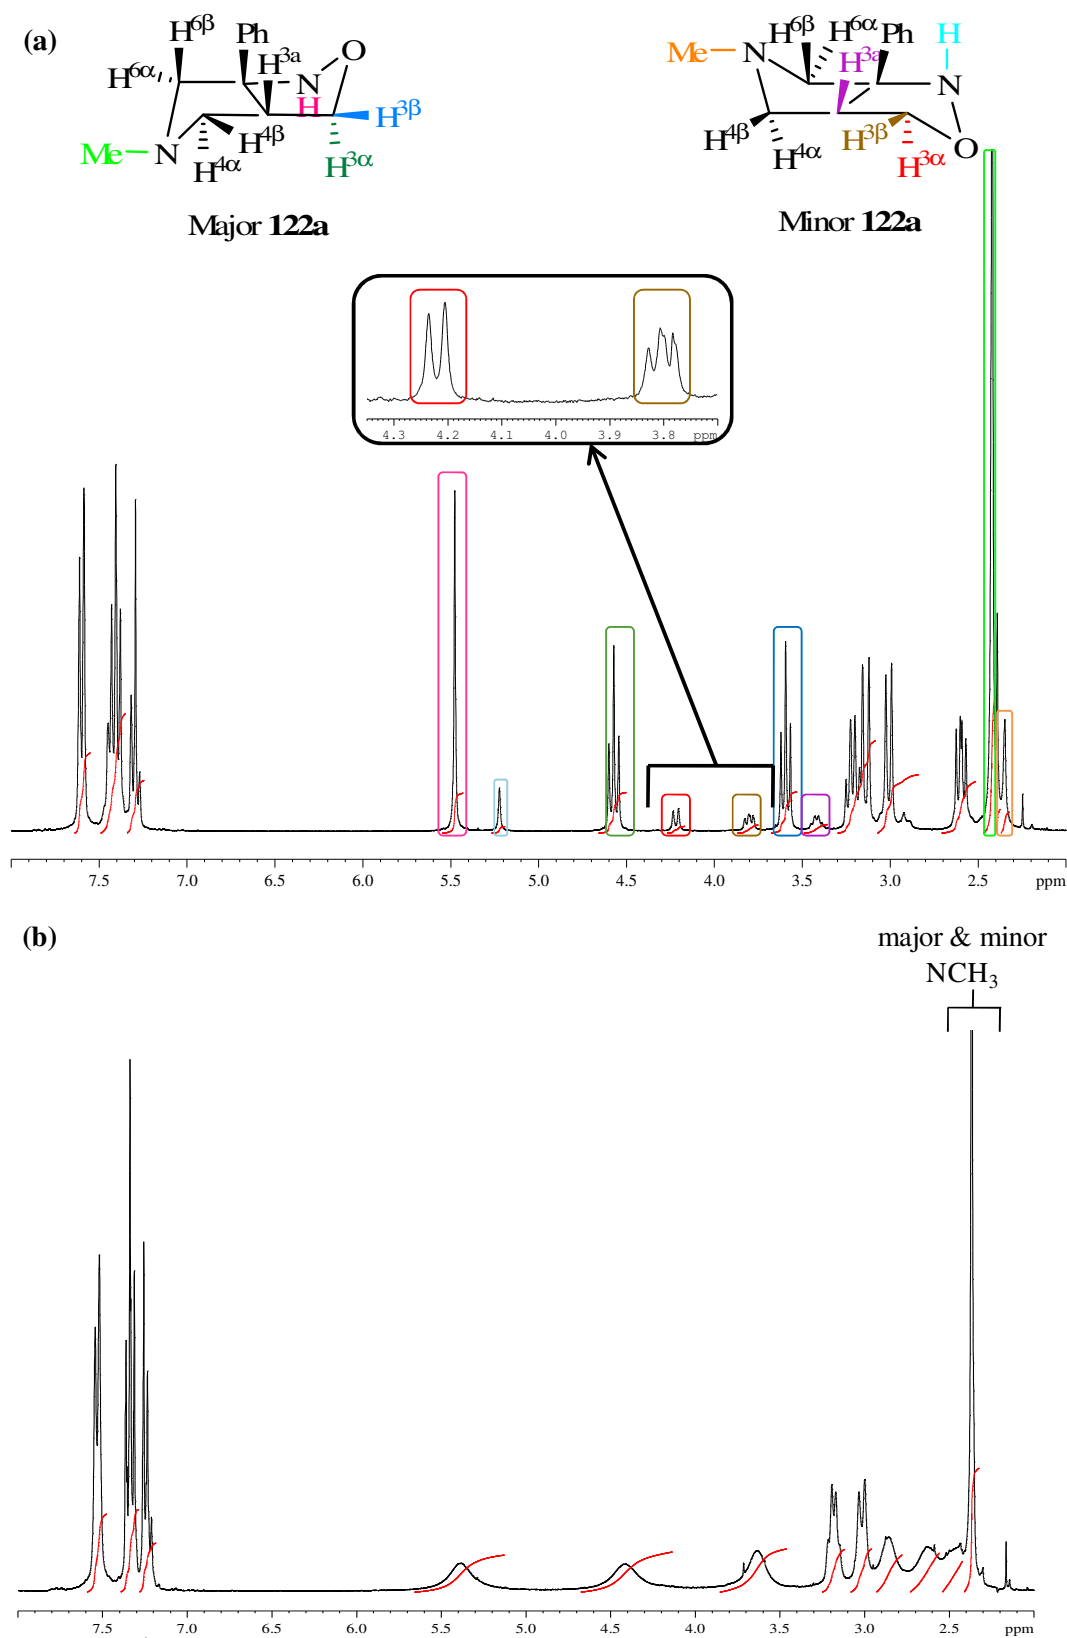 (a)
H6β Ph H3a O
H6α N
H H3β
H4β
Me N H4α H3α
Major 122a
H6β H6α Ph H
Me N H3a N
H4β H4α H3β O
H3α
Minor 122a
4.3 4.2 4.1 4.0 3.9 3.8 ppm
7.5 7.0 6.5 6.0 5.5 5.0 4.5 4.0 3.5 3.0 2.5 ppm
(b)
major & minor
NCH3
7.5 7.0 6.5 6.0 5.5 5.0 4.5 4.0 3.5 3.0 2.5 ppm